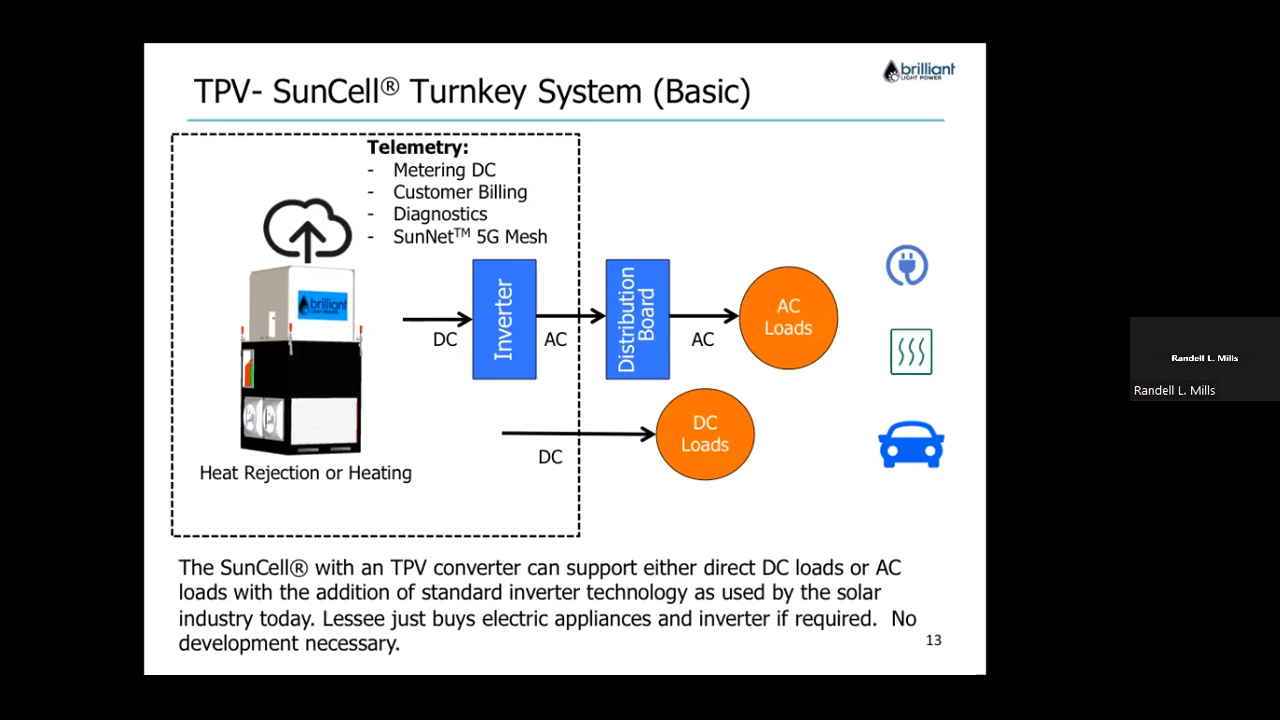 brilliant
LIGHT POWER
TPV- SunCell® Turnkey System (Basic)
Telemetry:
- Metering DC
- Customer Billing
- Diagnostics
- SunNet™ 5G Mesh
brilliant
LIGHT POWER
DC
Inverter
AC
Distribution
Board
AC
AC
Loads
DC
DC
Loads
Heat Rejection or Heating
The SunCell® with an TPV converter can support either direct DC loads or AC
loads with the addition of standard inverter technology as used by the solar
industry today. Lessee just buys electric appliances and inverter if required.  No
development necessary.
13
Randell L. Mills
Randell L. Mills